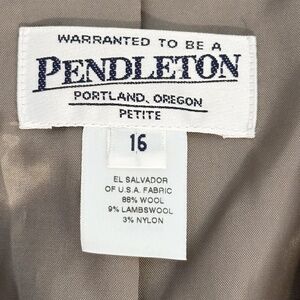 WARRANTED TO BE A
PENDLETON
PORTLAND, OREGON
PETITE
16
EL SALVADOR
OF U.S.A. FABRIC
88% WOOL
9% LAMBSWOOL
3% NYLON